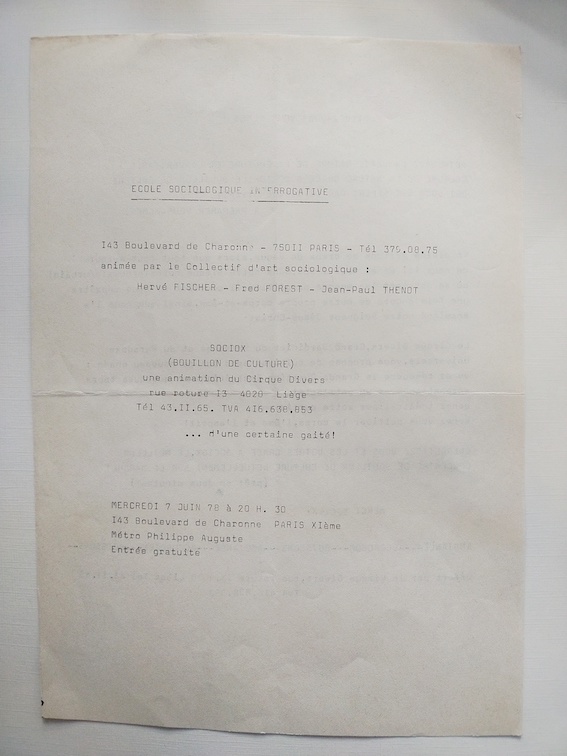 ECOLE SOCIOLOGIQUE INTERROGATIVE
I43 Boulevard de Charonne - 75OII PARIS - Tél 379.08.75
animée par le Collectif d'art sociologique :
Hervé FISCHER - Fred FOREST - Jean-Paul THENOT
SOCIOX
(BOUILLON DE CULTURE)
une animation du Cirque Divers
rue roture I3 4020 Liège
Tél 43.II.65. TVA 4I6.638.853
... d'une certaine gaité!
MERCREDI 7 JUIN 78 à 20 H. 30
I43 Boulevard de Charonne PARIS XIème
Métro Philippe Auguste
Entrée gratuite